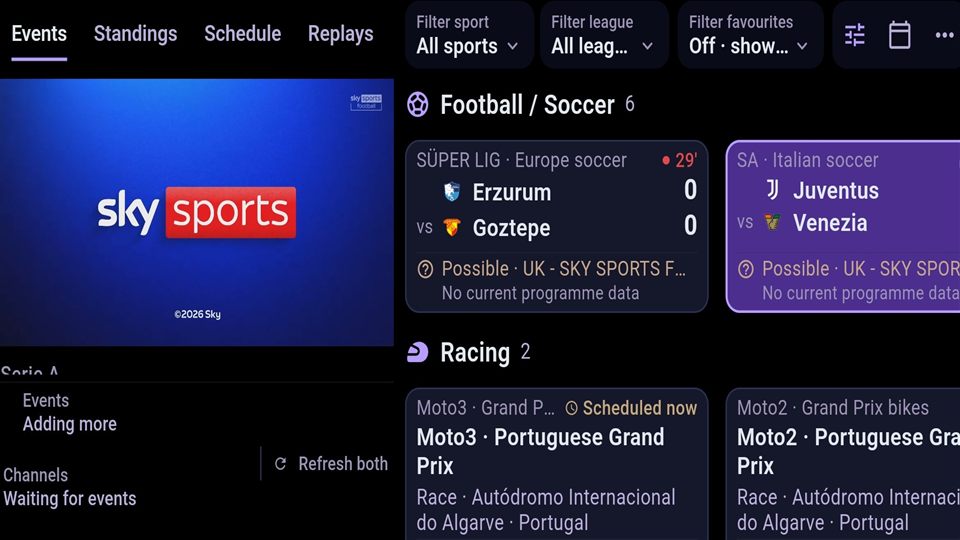 Events
Standings
Schedule
Replays
Filter sport
All sports
Filter league
All leag...
Filter favourites
Off · show...
sky sports
football
sky sports
©2026 Sky
Serie A
Events
Adding more
Channels
Waiting for events
Refresh both
Football / Soccer 6
SÜPER LIG · Europe soccer
29'
Erzurum 0
vs Goztepe 0
Possible · UK - SKY SPORTS F...
No current programme data
SA · Italian soccer
Juventus
vs Venezia
Possible · UK - SKY SPOR
No current programme data
Racing 2
Moto3 · Grand P...
Scheduled now
Moto3 · Portuguese Grand
Prix
Race · Autódromo Internacional
do Algarve · Portugal
Moto2 · Grand Prix bikes
Moto2 · Portuguese Gra
Prix
Race · Autódromo Internaci
do Algarve · Portugal